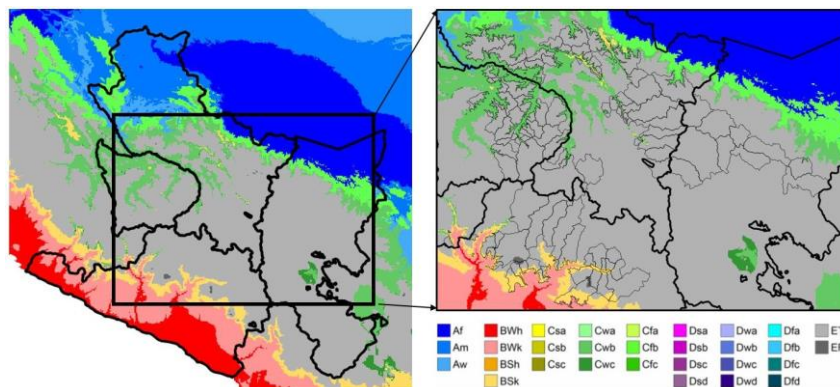 Af BWh Csa Cwa Cfa Dsa Dwa Dfa ET
Am BWk Csb Cwb Cfb Dsb Dwb Dfb
Aw BSh Csc Cwc Cfc Dsc Dwc Dfc
BSk Dsd Dwd Dfd